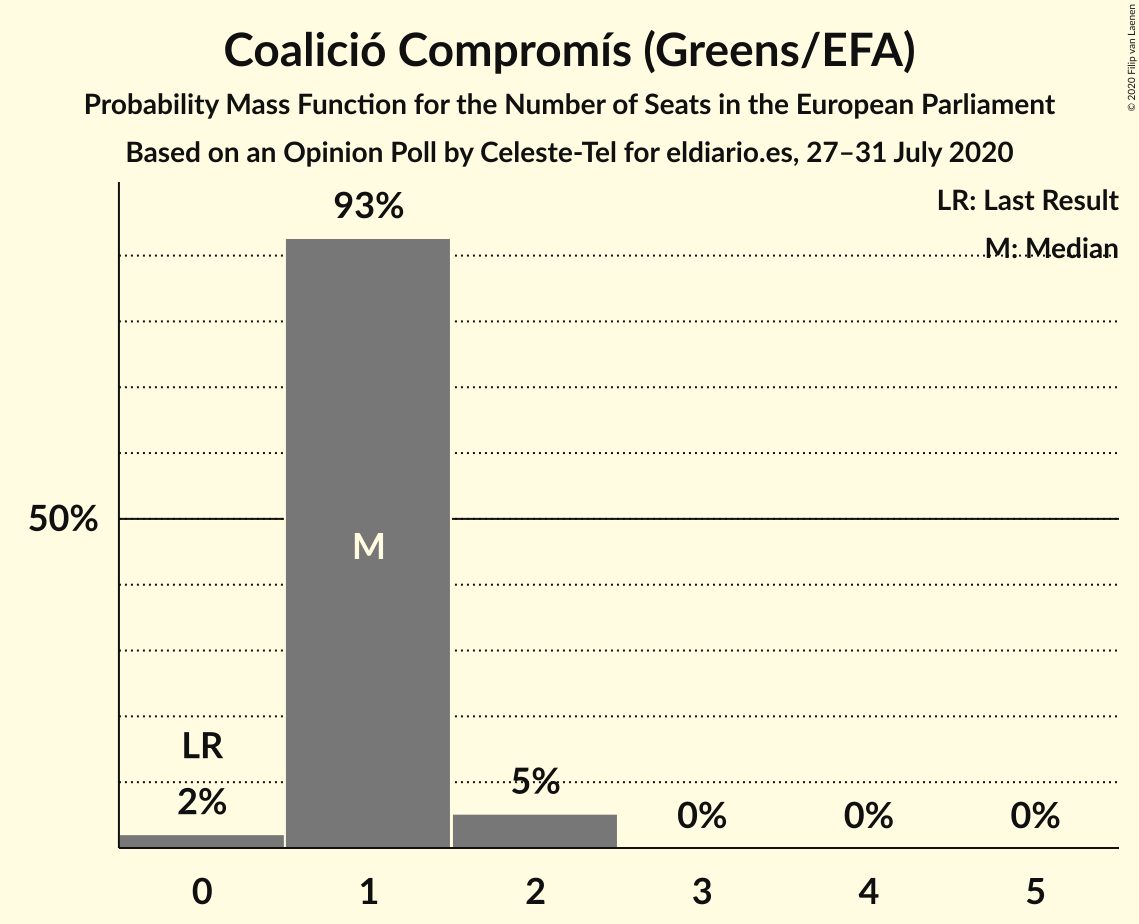 Coalició Compromís (Greens/EFA)
Probability Mass Function for the Number of Seats in the European Parliament
Based on an Opinion Poll by Celeste-Tel for eldiario.es, 27–31 July 2020
© 2020 Filip van Laenen
LR: Last Result
M: Median
93%
50%
M
LR
2%
5%
0%
0%
0%
0
1
2
3
4
5